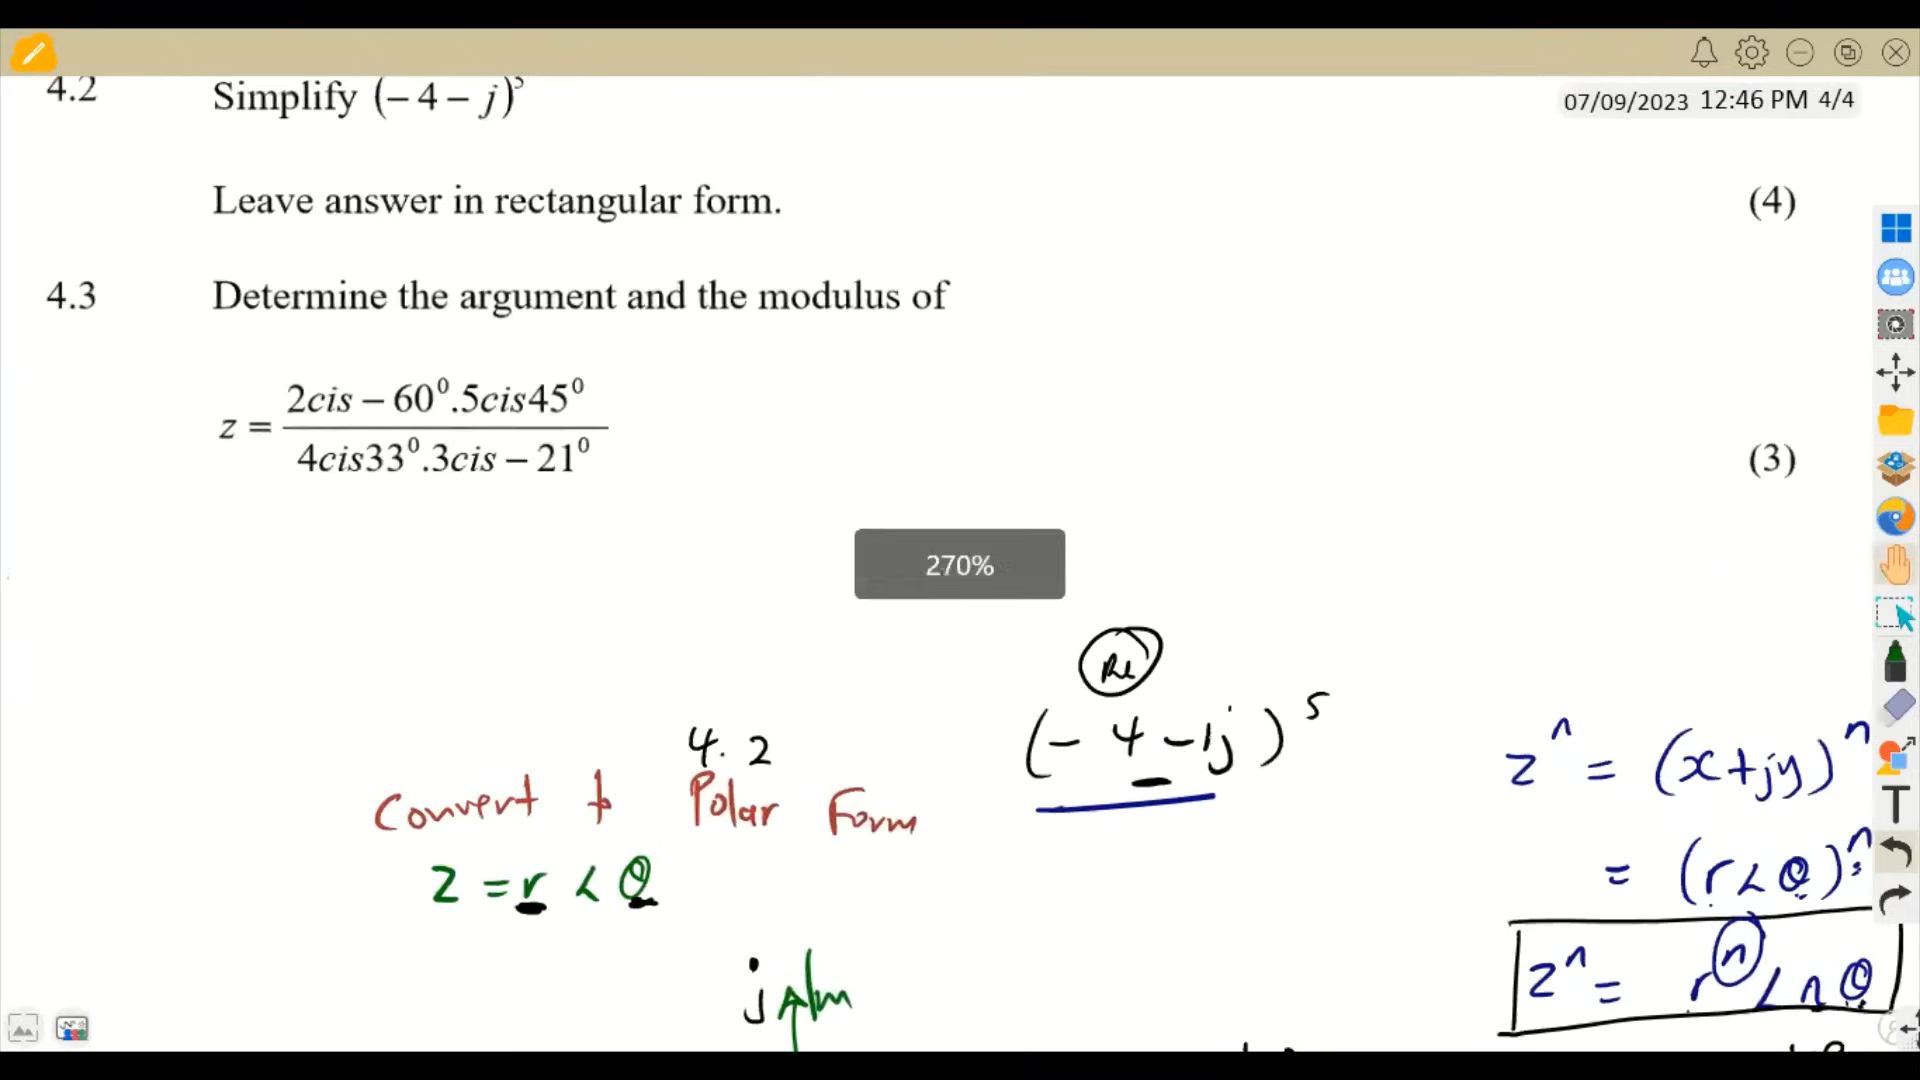 07/09/2023 12:46 PM 4/4
4.2 Simplify (– 4 – j)⁵
Leave answer in rectangular form. (4)
4.3 Determine the argument and the modulus of
z = 2cis – 60⁰.5cis45⁰ / 4cis33⁰.3cis – 21⁰ (3)
270%
Re
4.2 (- 4 - 1j)⁵
Convert to Polar Form
z = r < θ
j Im
zⁿ = (x+jy)ⁿ
= (r<θ)ⁿ
zⁿ = rⁿ < nθ
T